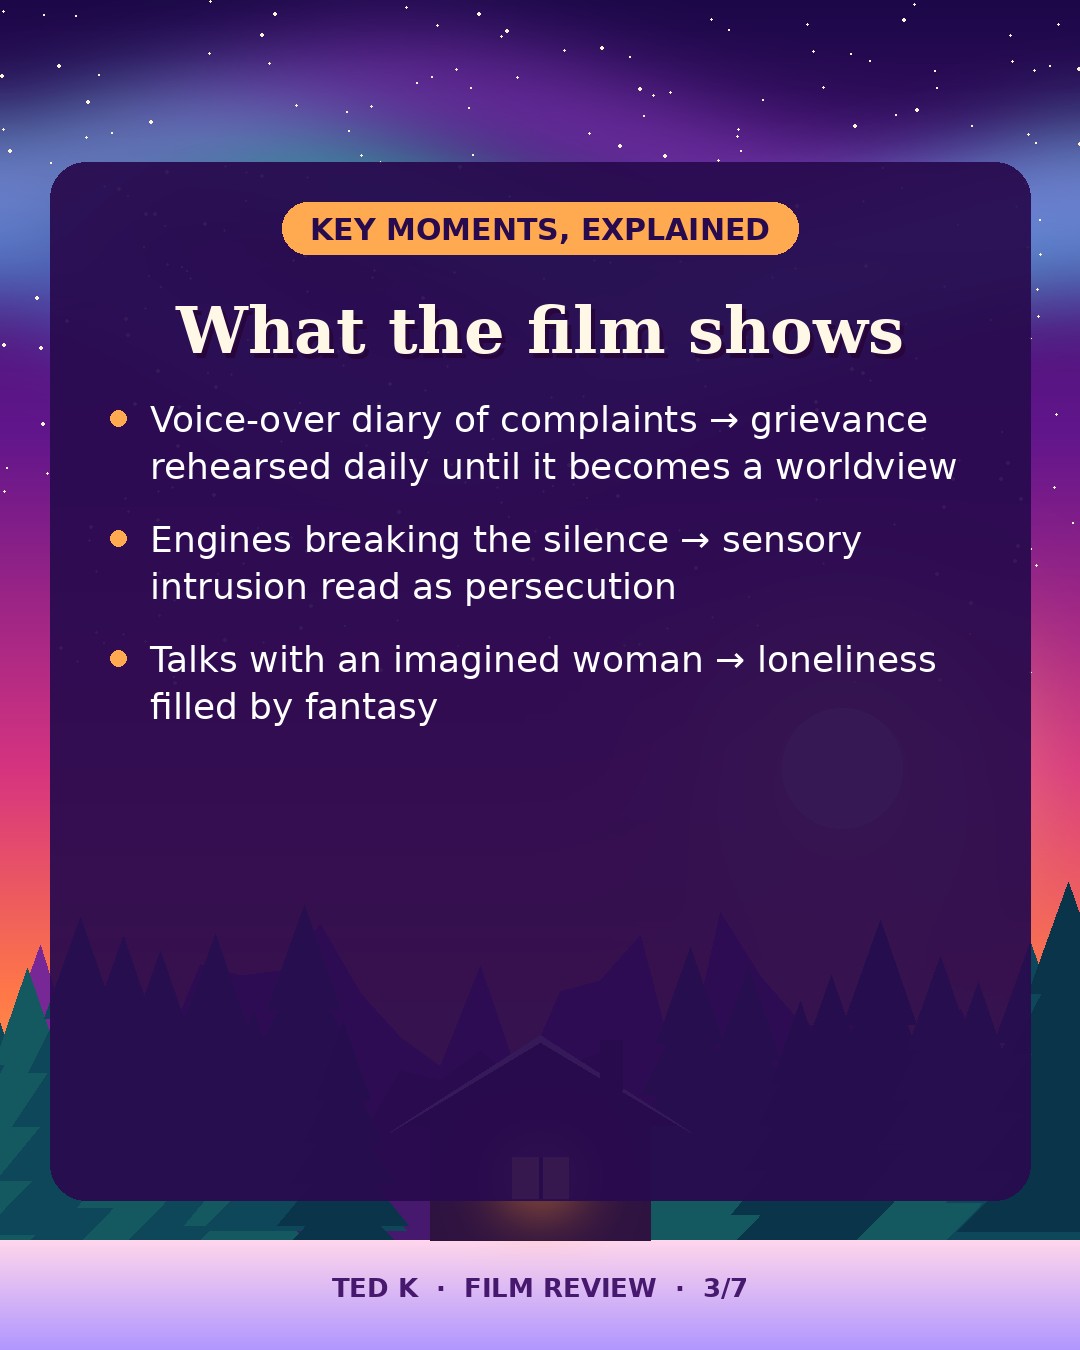 KEY MOMENTS, EXPLAINED
What the film shows
Voice-over diary of complaints → grievance
rehearsed daily until it becomes a worldview
Engines breaking the silence → sensory
intrusion read as persecution
Talks with an imagined woman → loneliness
filled by fantasy
TED K · FILM REVIEW · 3/7